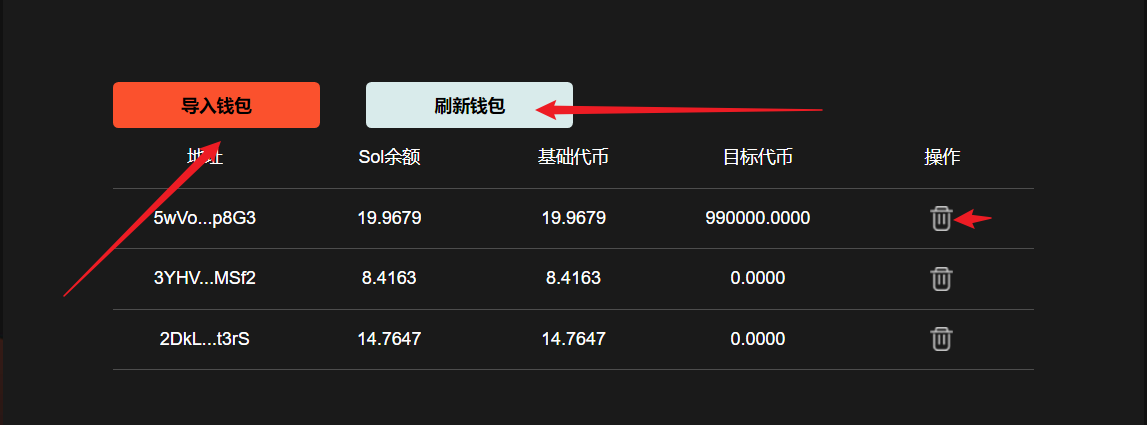 导入钱包 刷新钱包
地址 Sol余额 基础代币 目标代币 操作
5wVo...p8G3 19.9679 19.9679 990000.0000
3YHV...MSf2 8.4163 8.4163 0.0000
2DkL...t3rS 14.7647 14.7647 0.0000